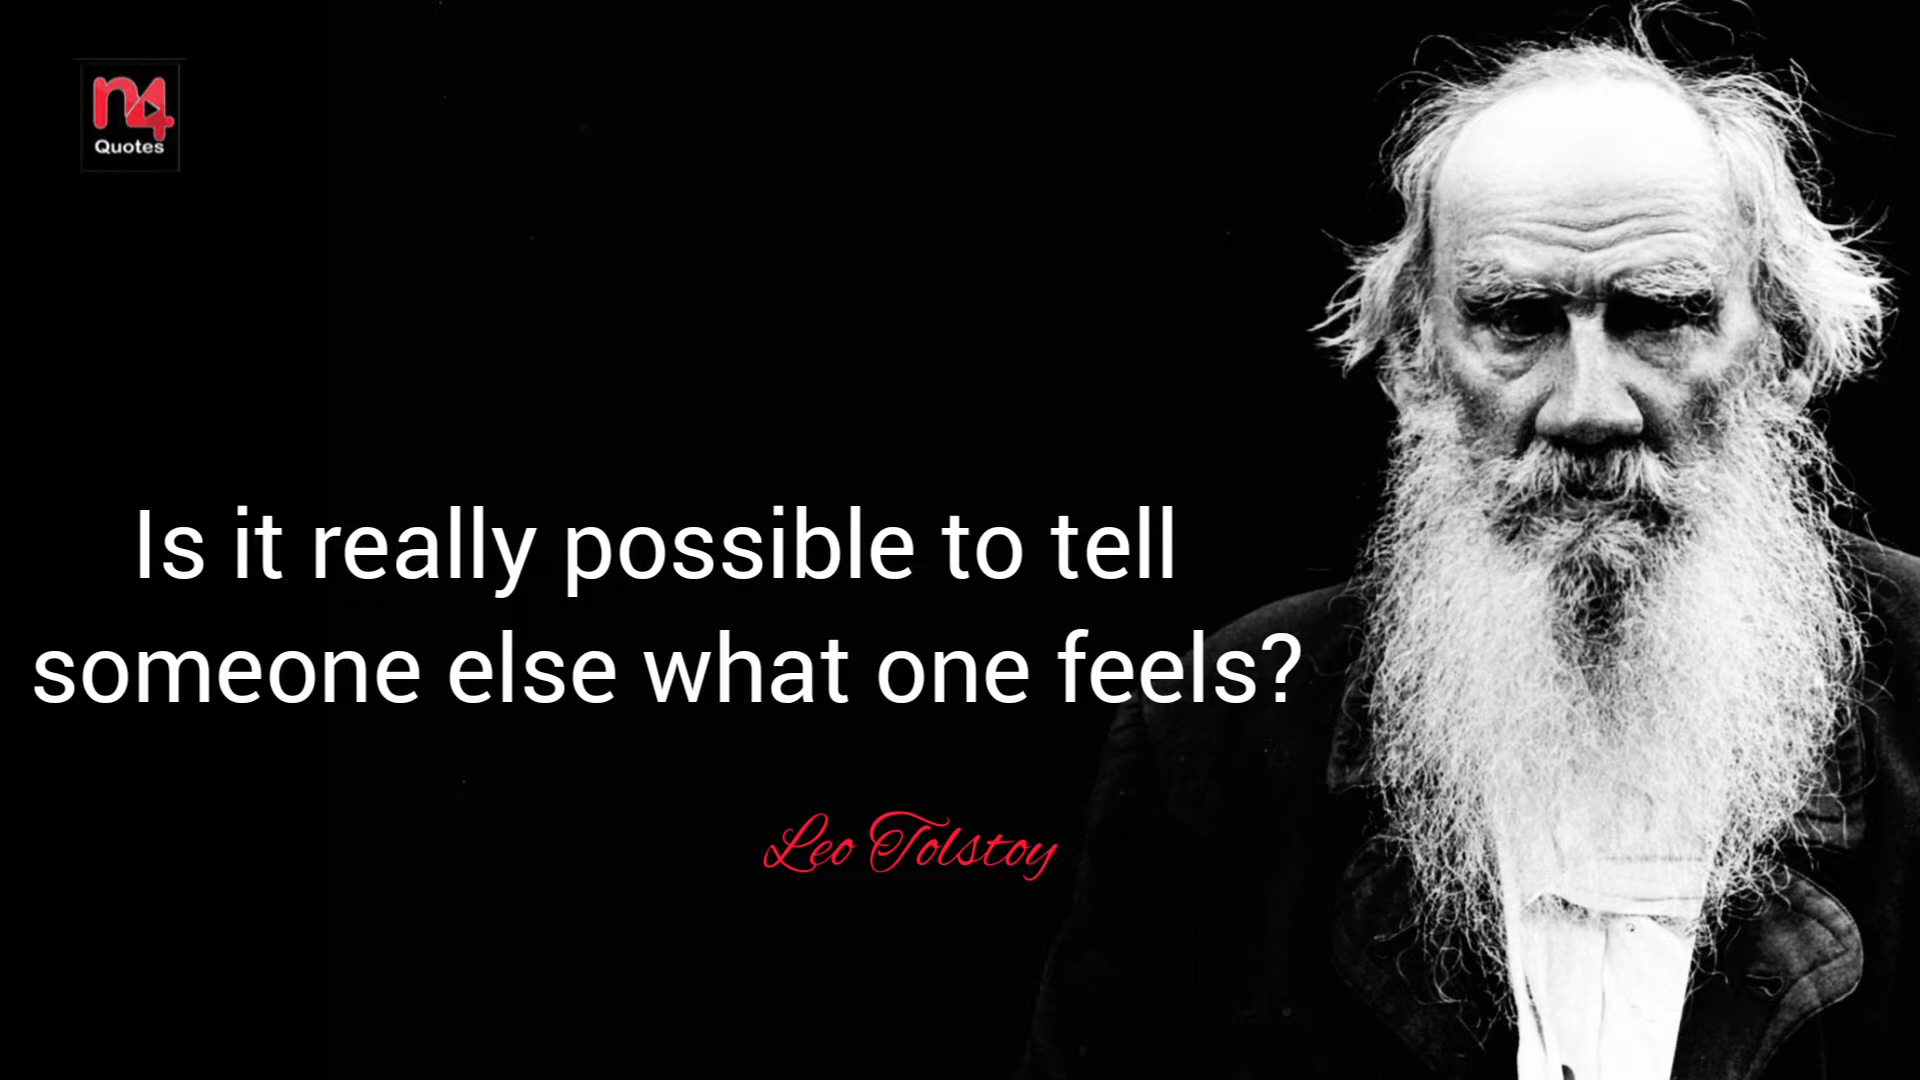 n4
Quotes
Is it really possible to tell
someone else what one feels?
Leo Tolstoy